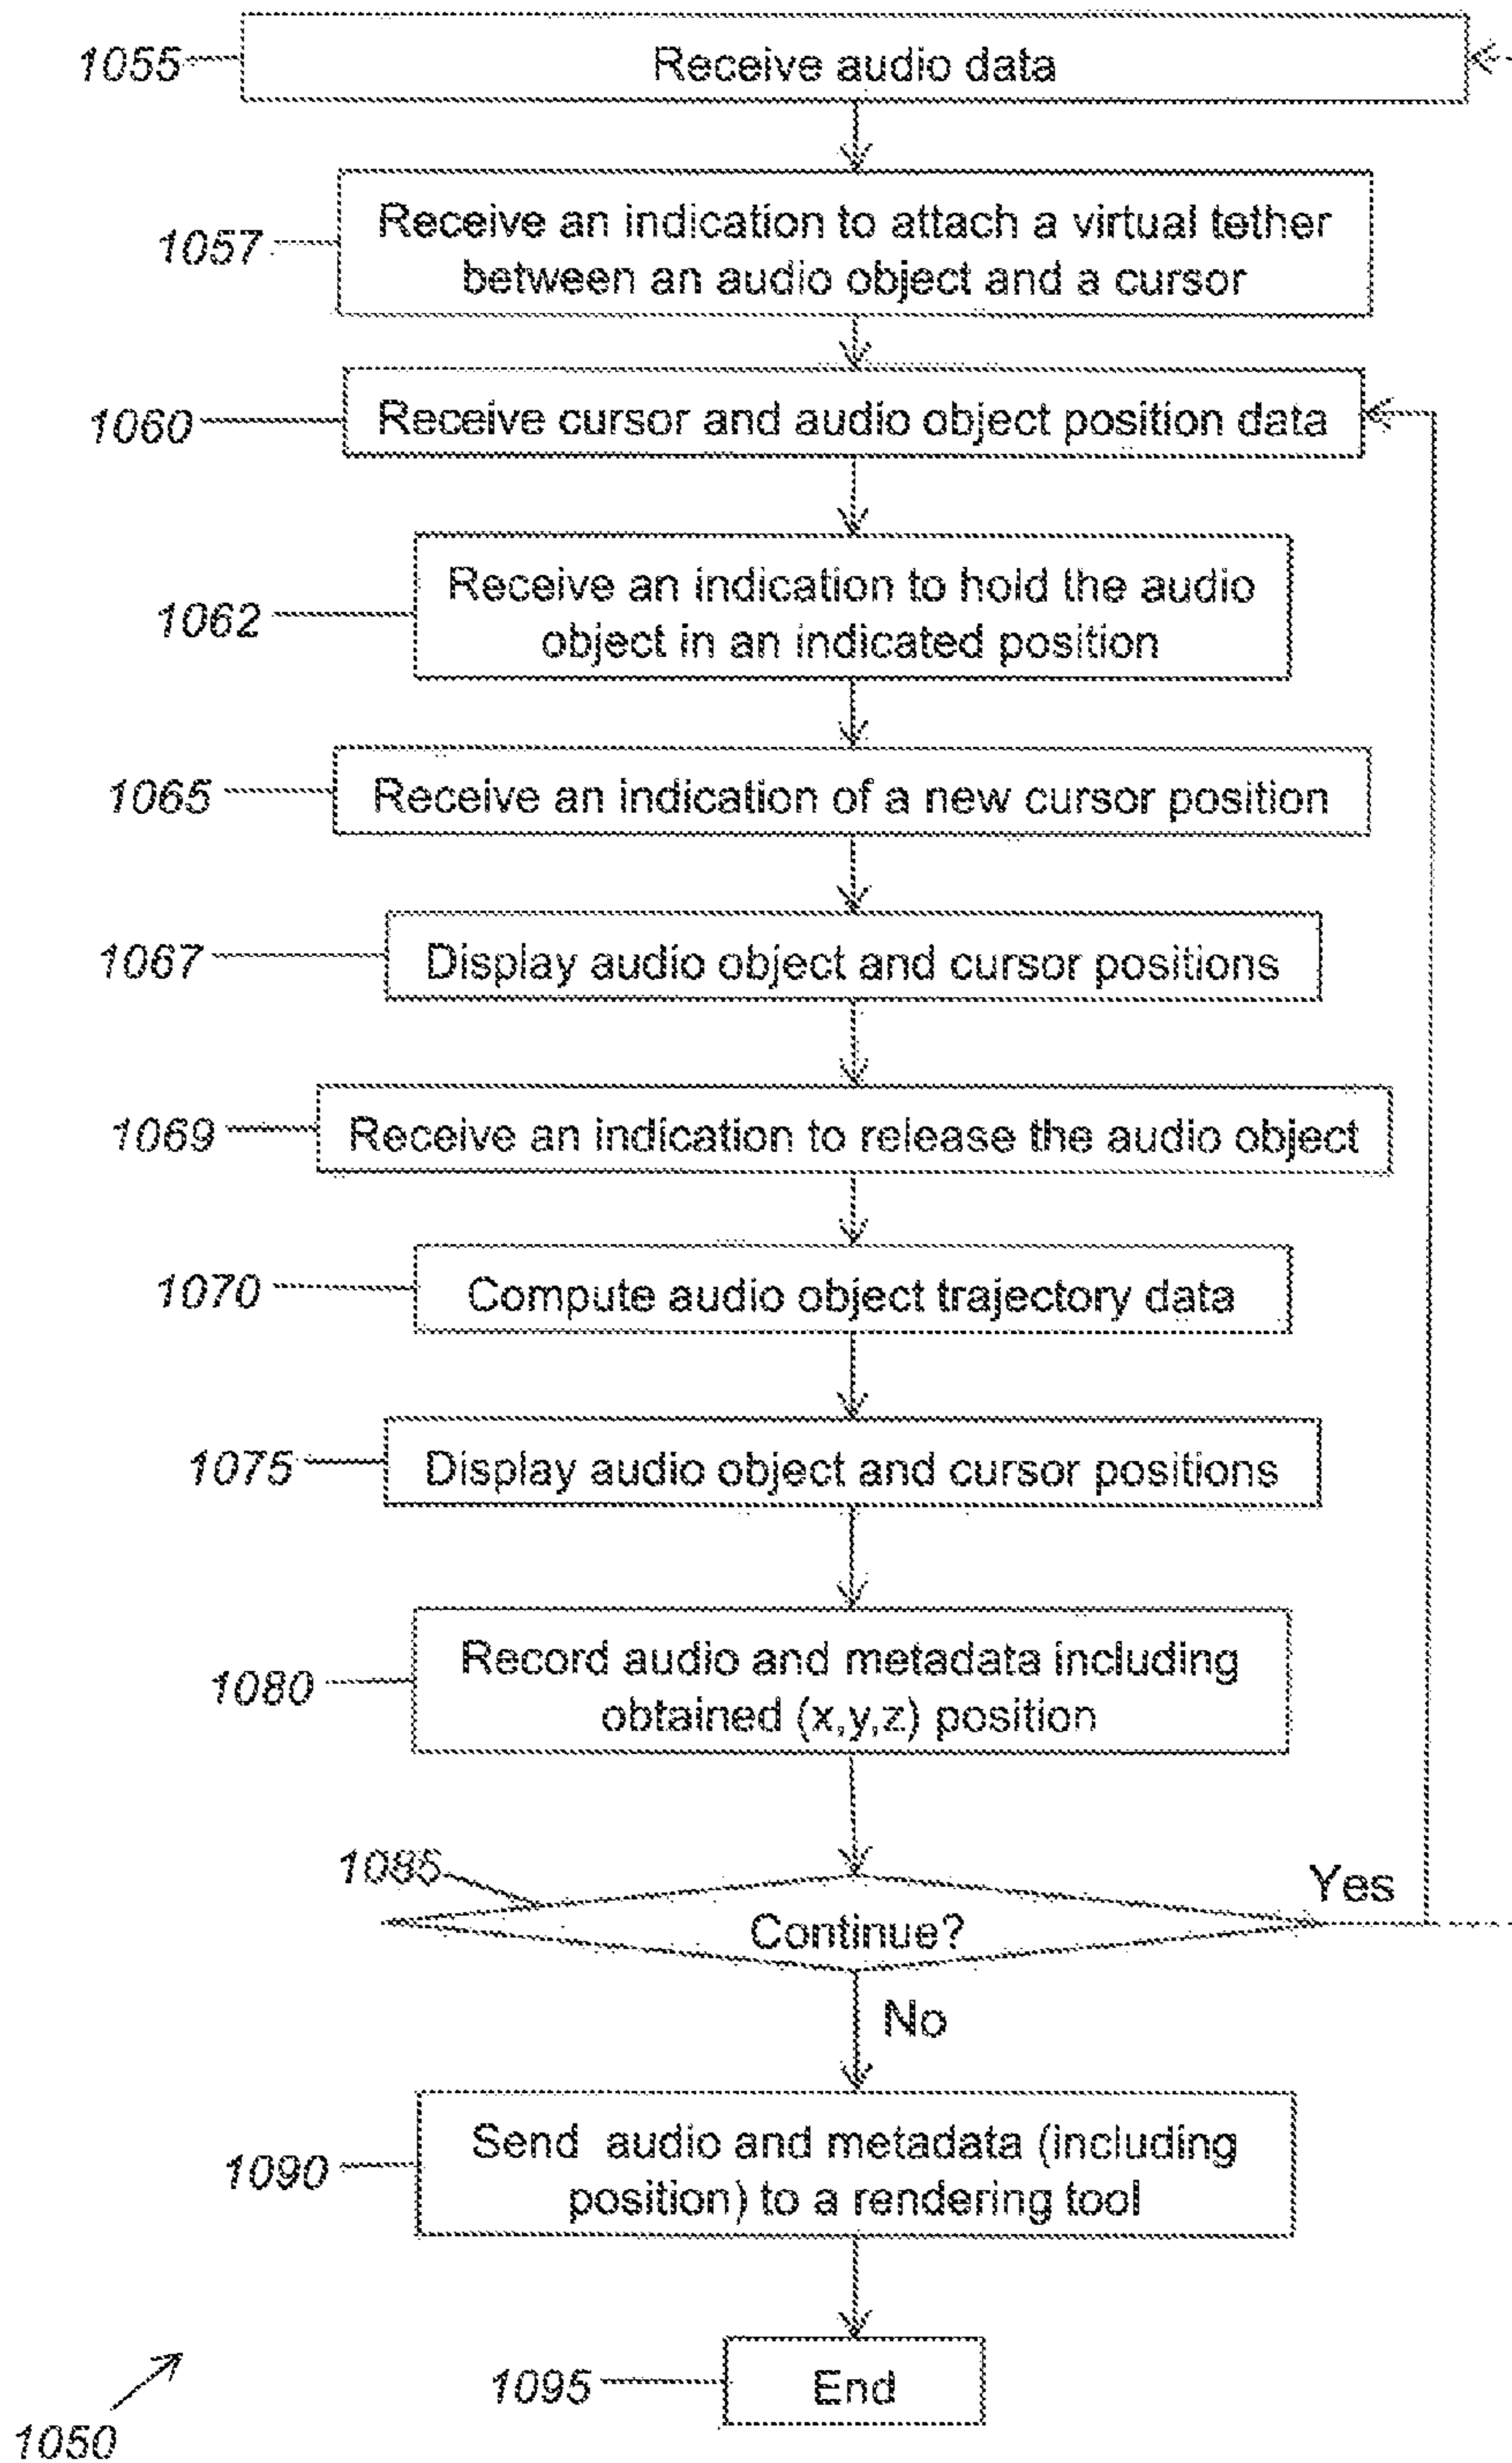 1055
Receive audio data
1057
Receive an indication to attach a virtual tether
between an audio object and a cursor
1060
Receive cursor and audio object position data
1062
Receive an indication to hold the audio
object in an indicated position
1065
Receive an indication of a new cursor position
1067
Display audio object and cursor positions
1069
Receive an indication to release the audio object
1070
Compute audio object trajectory data
1075
Display audio object and cursor positions
1080
Record audio and metadata including
obtained (x,y,z) position
1085
Continue?
Yes
No
1090
Send audio and metadata (including
position) to a rendering tool
1095
End
1050